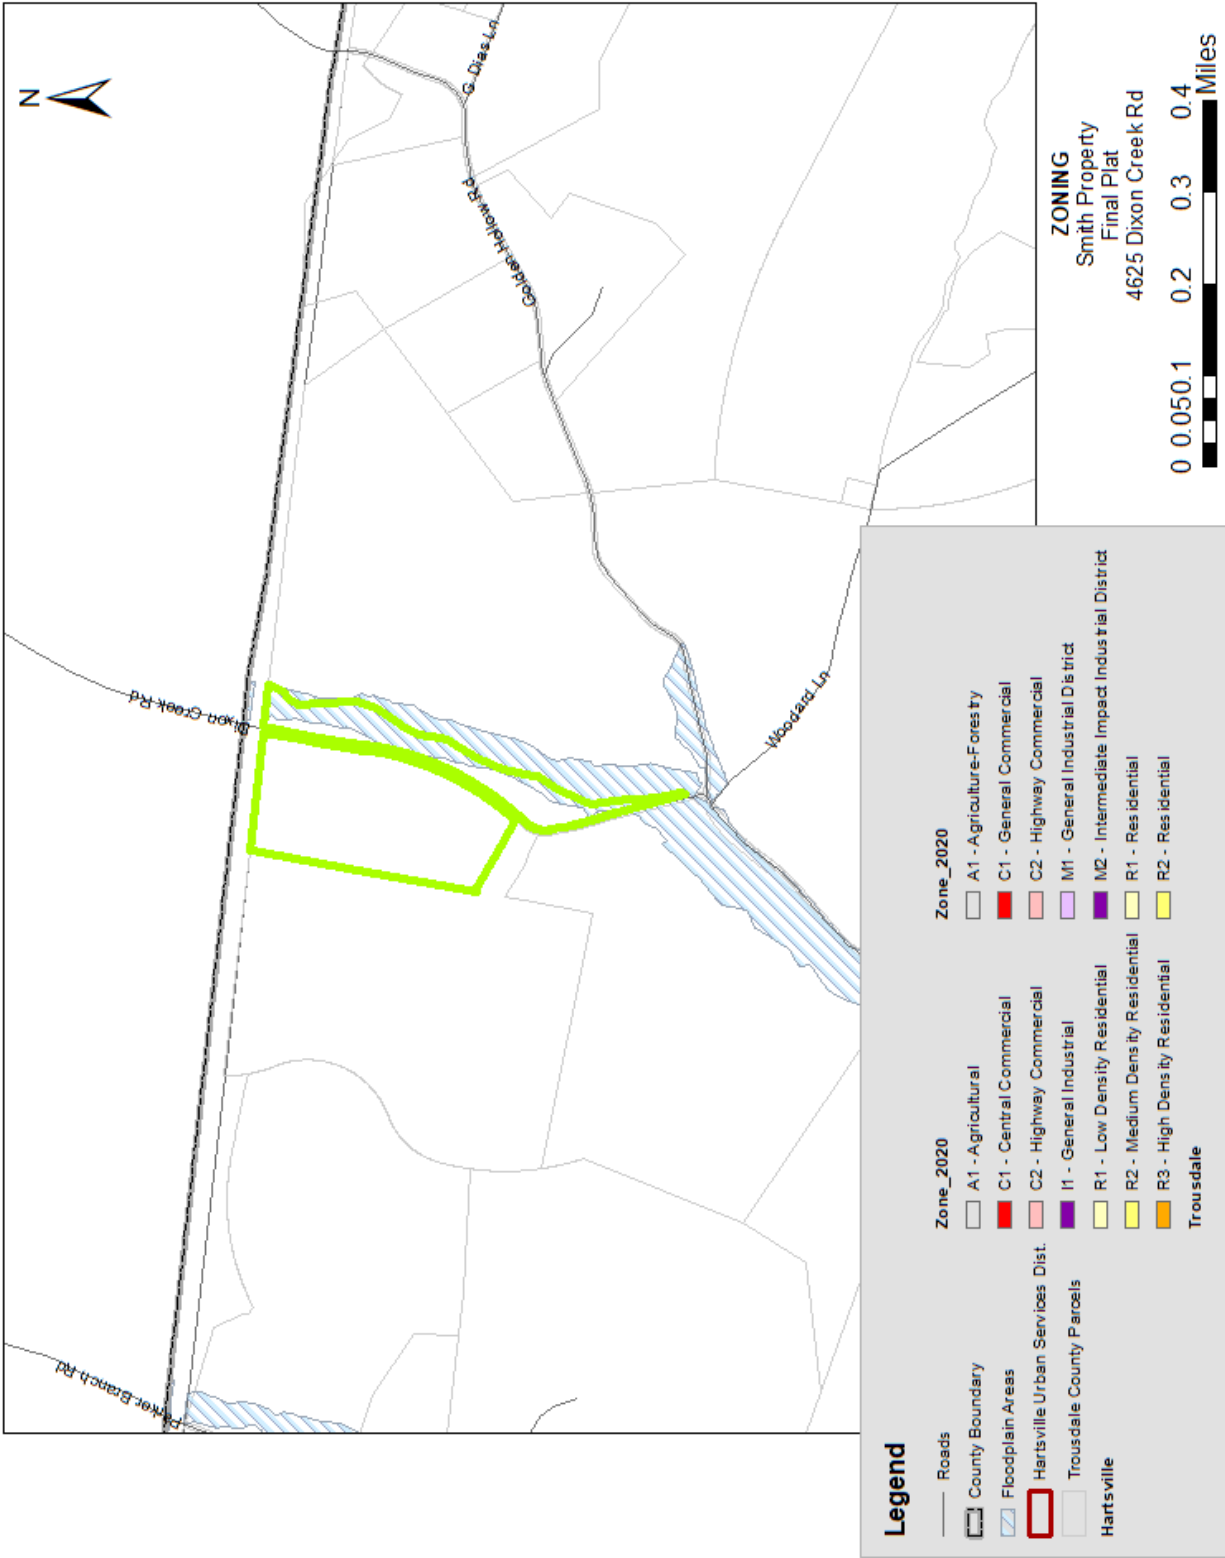 N
Parker Branch Rd
Dixon Creek Rd
G. Dias Ln
Golden Hollow Rd
Woodard Ln
ZONING
Smith Property
Final Plat
4625 Dixon Creek Rd
0 0.05 0.1 0.2 0.3 0.4
Miles
Legend
Roads
County Boundary
Floodplain Areas
Hartsville Urban Services Dist.
Trousdale County Parcels
Hartsville
Zone_2020
A1 - Agricultural
C1 - Central Commercial
C2 - Highway Commercial
I1 - General Industrial
R1 - Low Density Residential
R2 - Medium Density Residential
R3 - High Density Residential
Trousdale
Zone_2020
A1 - Agriculture-Forestry
C1 - General Commercial
C2 - Highway Commercial
M1 - General Industrial District
M2 - Intermediate Impact Industrial District
R1 - Residential
R2 - Residential